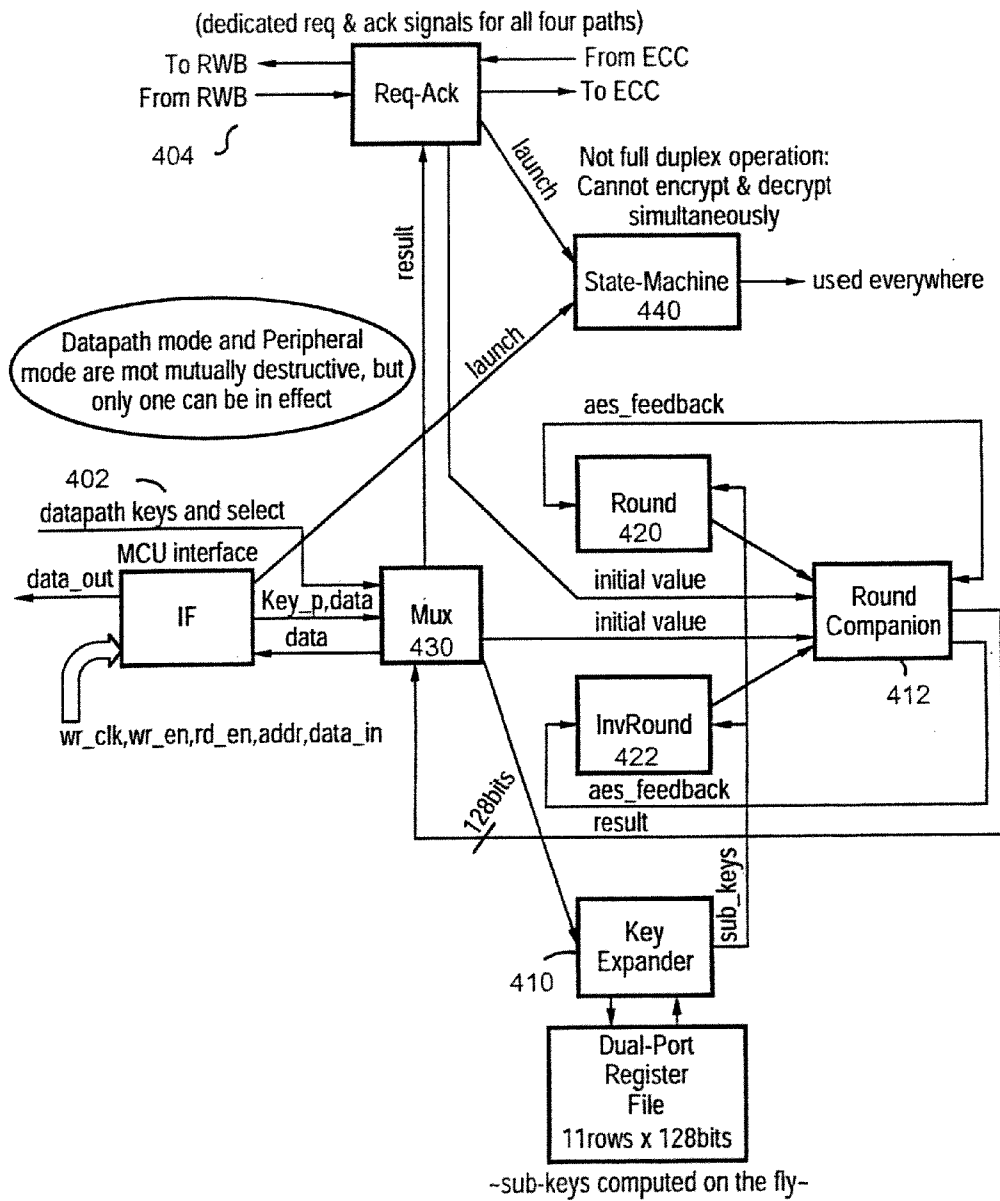 (dedicated req & ack signals for all four paths)
To RWB
From RWB
Req-Ack
From ECC
To ECC
404
launch
Not full duplex operation:
Cannot encrypt & decrypt
simultaneously
result
State-Machine
440
used everywhere
Datapath mode and Peripheral
mode are mot mutually destructive, but
only one can be in effect
launch
aes_feedback
402
datapath keys and select
Round
420
MCU interface
data_out
IF
Key_p,data
data
Mux
430
initial value
initial value
Round
Companion
412
wr_clk,wr_en,rd_en,addr,data_in
InvRound
422
aes_feedback
128bits
result
sub_keys
Key
Expander
410
Dual-Port
Register
File
11rows x 128bits
~sub-keys computed on the fly~